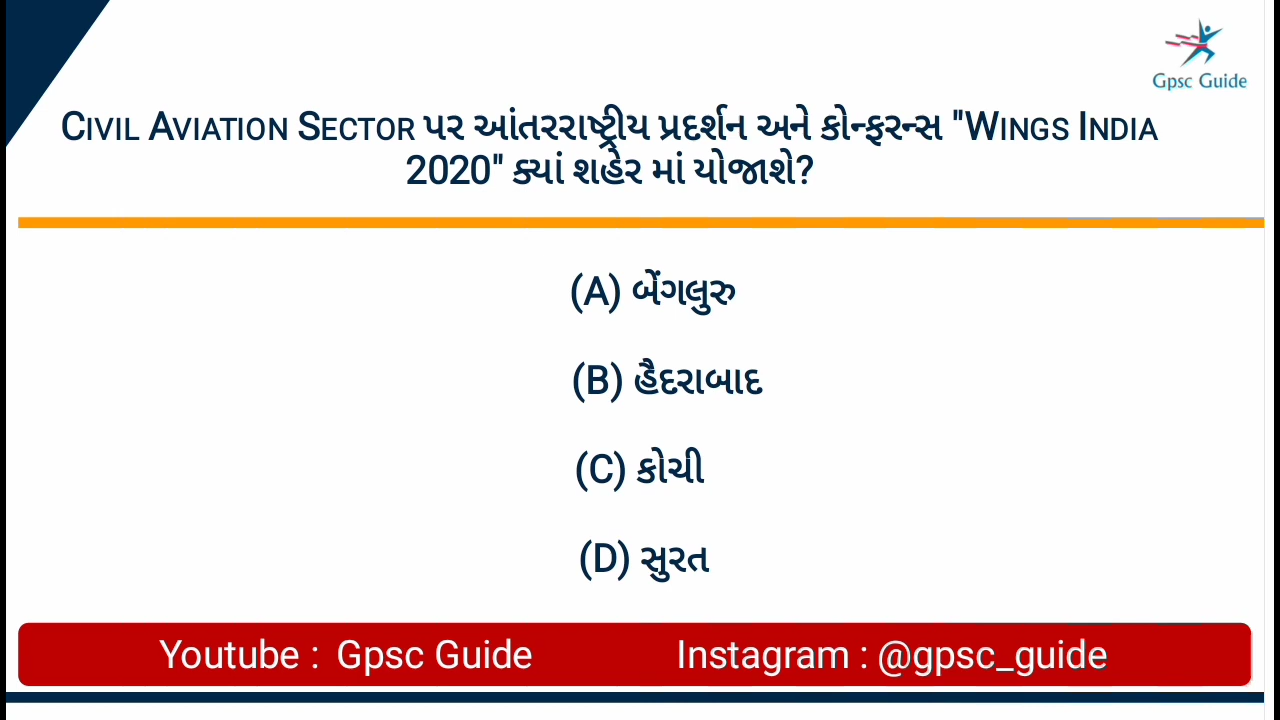 Gpsc Guide
Civil Aviation Sector પર આંતરરાષ્ટ્રીય પ્રદર્શન અને કોન્ફરન્સ "Wings India
2020" ક્યાં શહેર માં યોજાશે?
(A) બેંગલુરુ
(B) હૈદરાબાદ
(C) કોચી
(D) સુરત
Youtube : Gpsc Guide Instagram : @gpsc_guide